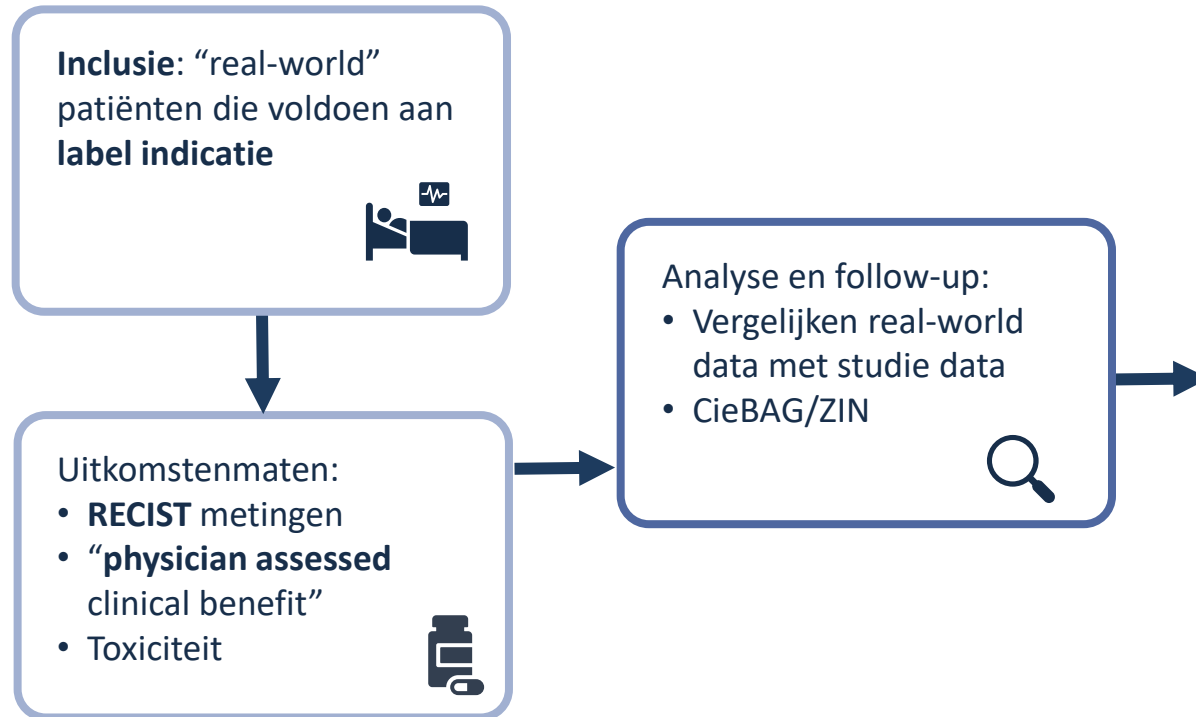 Inclusie: “real-world”
patiënten die voldoen aan
label indicatie
Uitkomstenmaten:
• RECIST metingen
• “physician assessed
clinical benefit”
• Toxiciteit
Analyse en follow-up:
• Vergelijken real-world
data met studie data
• CieBAG/ZIN